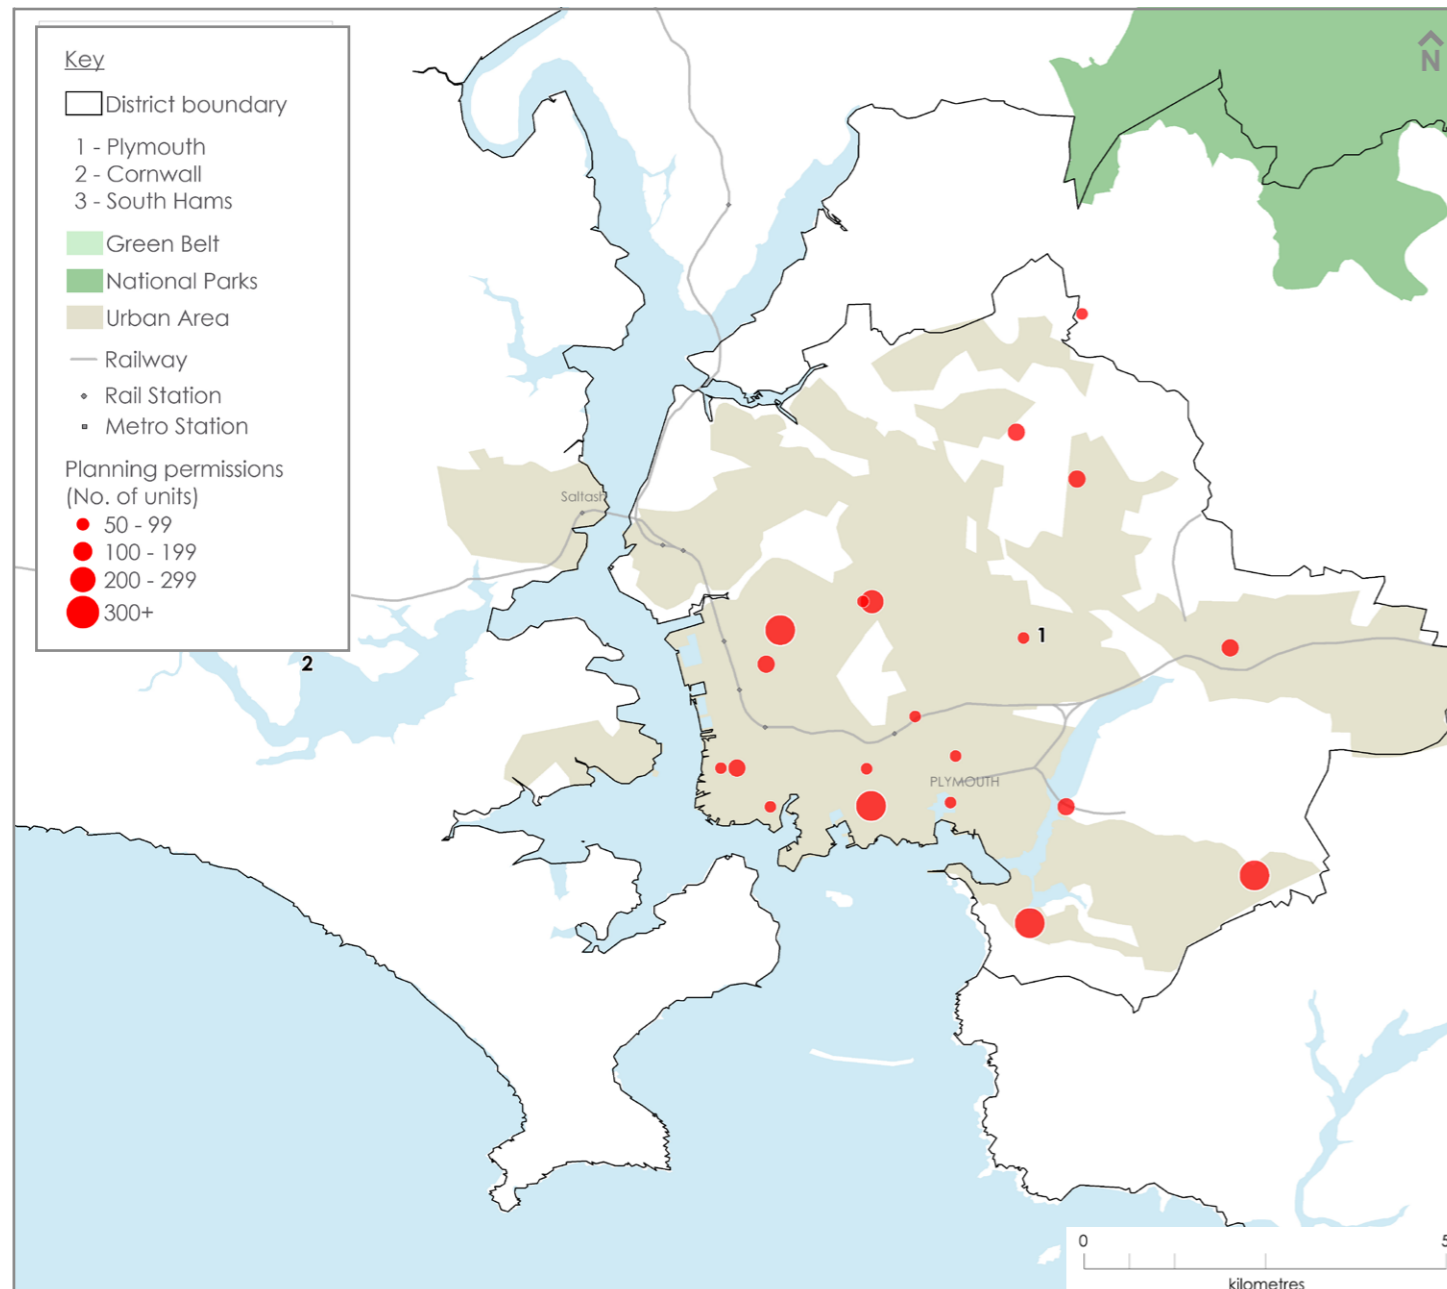 Key
District boundary
1 - Plymouth
2 - Cornwall
3 - South Hams
Green Belt
National Parks
Urban Area
Railway
Rail Station
Metro Station
Planning permissions
(No. of units)
50 - 99
100 - 199
200 - 299
300+
N
Saltash
1
2
PLYMOUTH
0
5
kilometres